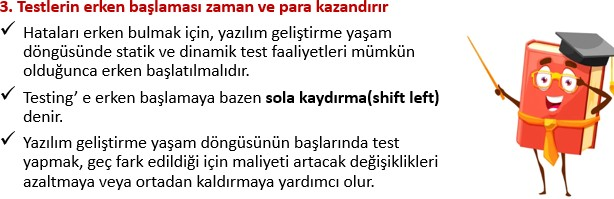 3. Testlerin erken başlaması zaman ve para kazandırır
✓ Hataları erken bulmak için, yazılım geliştirme yaşam
döngüsünde statik ve dinamik test faaliyetleri mümkün
olduğunca erken başlatılmalıdır.
✓ Testing’ e erken başlamaya bazen sola kaydırma(shift left)
denir.
✓ Yazılım geliştirme yaşam döngüsünün başlarında test
yapmak, geç fark edildiği için maliyeti artacak değişiklikleri
azaltmaya veya ortadan kaldırmaya yardımcı olur.